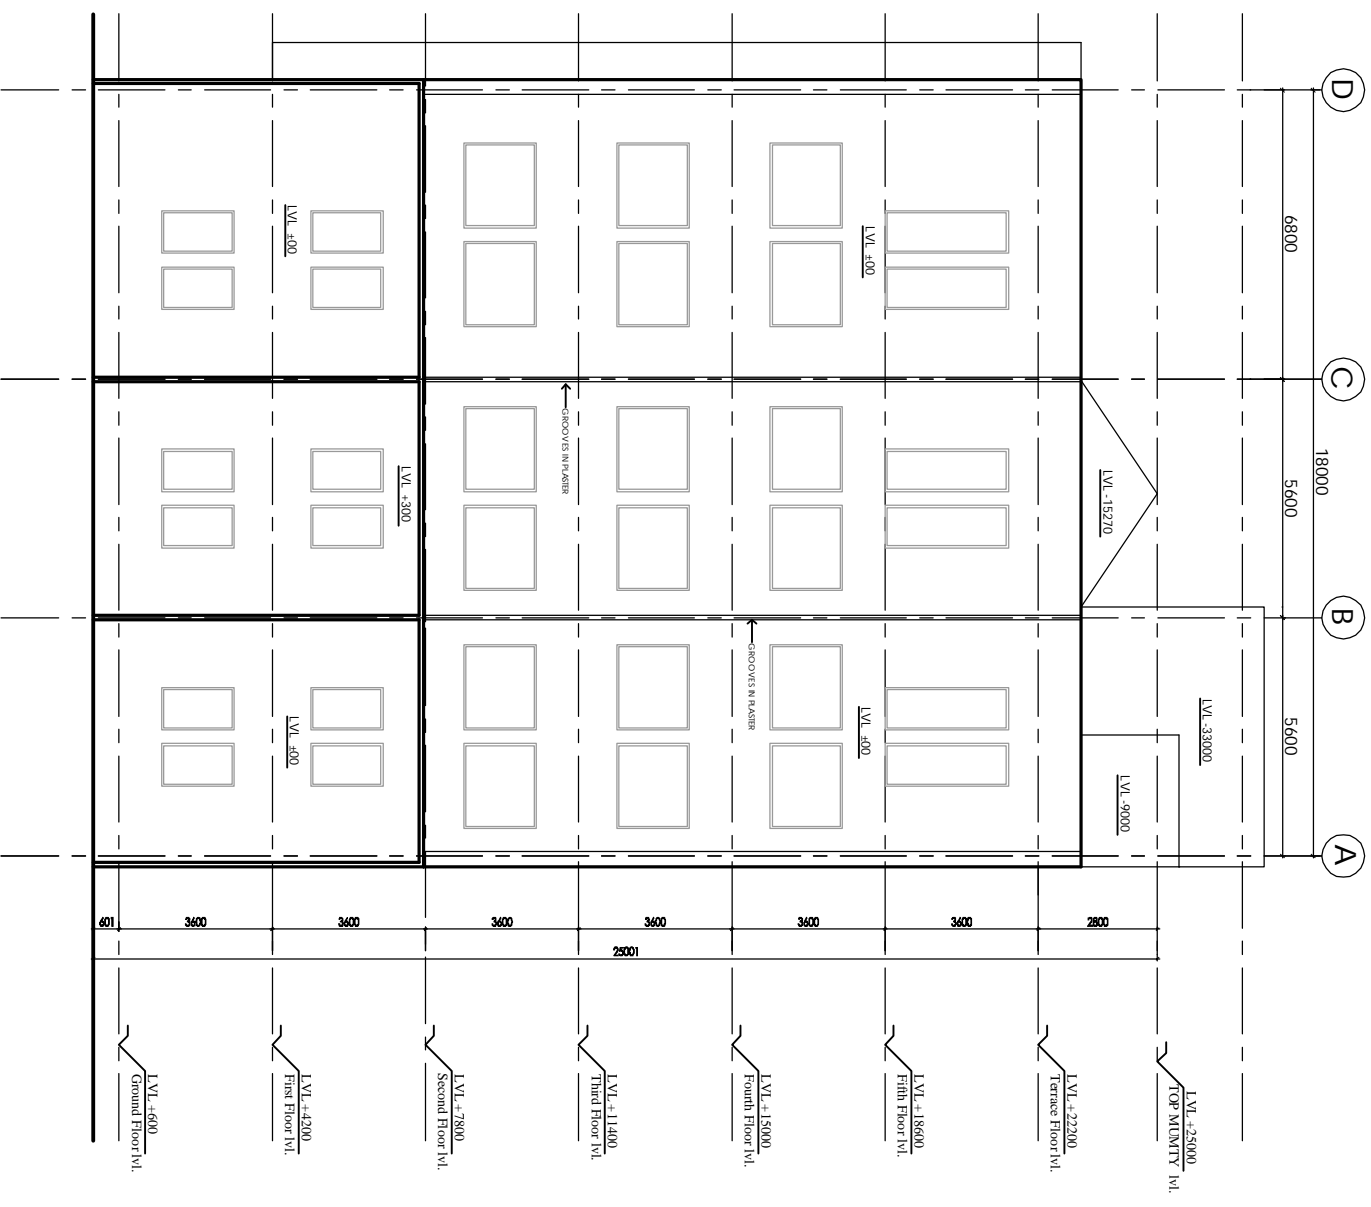 D
C
B
A
6800
5600
5600
18000
LVL -33000
LVL -9000
LVL -15270
LVL ±00
LVL ±00
GROOVES IN PLASTER
GROOVES IN PLASTER
LVL ±00
LVL +300
LVL ±00
601
3600
3600
3600
3600
3600
3600
2800
25001
LVL +25000
TOP MUMTY lvl.
LVL +22200
Terrace Floor lvl.
LVL +18600
Fifth Floor lvl.
LVL +15000
Fourth Floor lvl.
LVL +11400
Third Floor lvl.
LVL +7800
Second Floor lvl.
LVL +4200
First Floor lvl.
LVL +600
Ground Floor lvl.